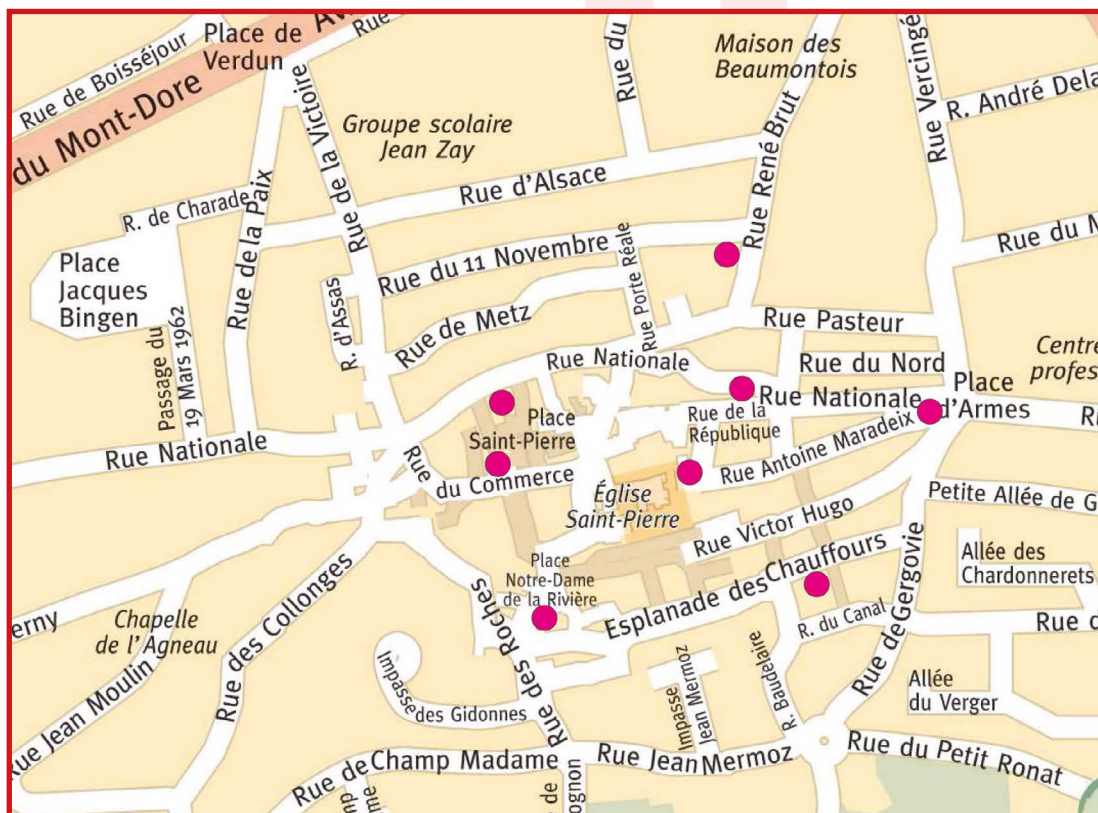 Place de
Verdun
Rue de Boisséjour
du Mont-Dore
Rue
Rue du
Maison des
Beaumontois
Rue
R. André
Rue de la Victoire
Groupe scolaire
Jean Zay
Rue René Brut
Rue d'Alsace
R. de Charade
Rue de la Paix
Place
Jacques
Bingen
Rue du 11 Novembre
Rue Porte Réale
Rue du
R. d'Assas
Rue de Metz
Passage du
19 Mars 1962
Rue Pasteur
Rue Nationale
Rue du Nord
Centre
Place
d'Armes
Rue Nationale
Place
Saint-Pierre
Rue de la
République
Rue Antoine Maradeix
Rue Nationale
Rue
du Commerce
Église
Saint-Pierre
Rue Victor Hugo
Petite Allée de G
Allée des
Chardonnerets
Place
Notre-Dame
de la Rivière
Esplanade des Chauffours
Rue de Gergovie
R. du Canal
Rue d
erny
Chapelle
de l'Agneau
Rue des Collonges
Rue des Roches
Rue Jean Moulin
Impasse
des Gidonnes
Impasse
Jean Mermoz
R. Baudelaire
Allée
du Verger
Rue de Champ Madame
Rue Jean Mermoz
Rue du Petit Ronat
de
ognon